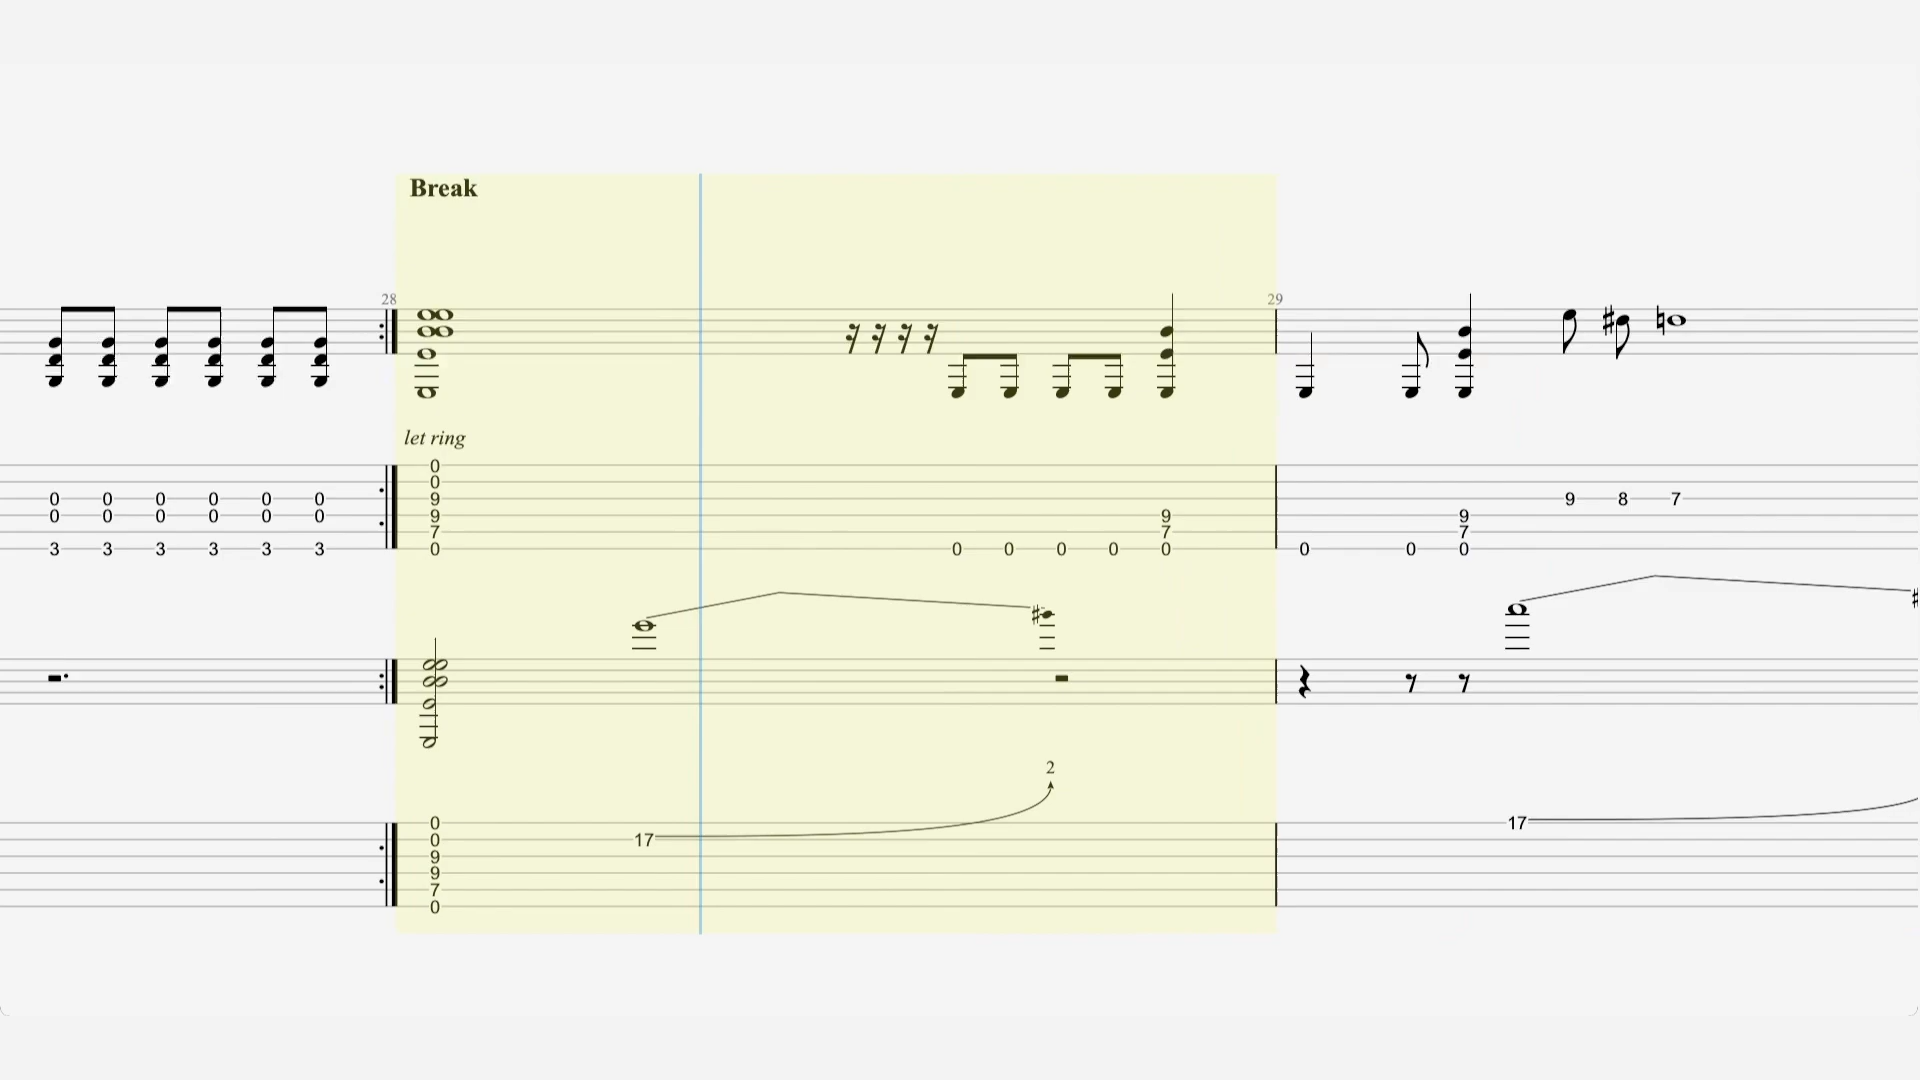 Break
28 29
let ring
0
0
0 0 0 0 0 0 9 9 8 7
0 0 0 0 0 0 9 9 9
7 7 7
3 3 3 3 3 3 0 0 0 0 0 0 0 0 0
2
0 17
0 17
9
9
7
0